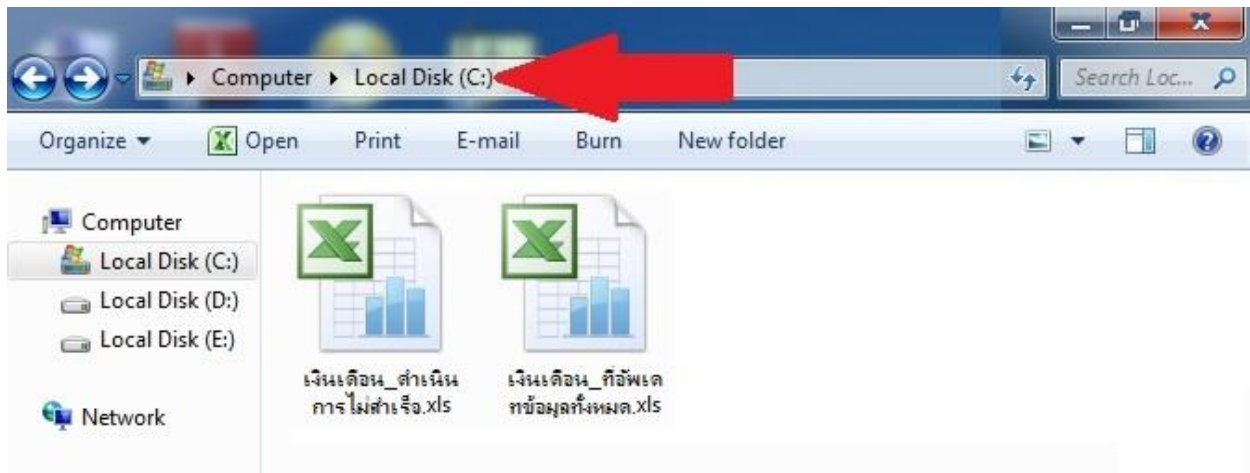 Computer ▸ Local Disk (C:)
Search Loc...
Organize Open Print E-mail Burn New folder
Computer
Local Disk (C:)
Local Disk (D:)
Local Disk (E:)
Network
เงินเดือน_ดำเนิน
การไม่สำเร็จ.xls
เงินเดือน_ที่อัพเด
ทข้อมูลทั้งหมด.xls